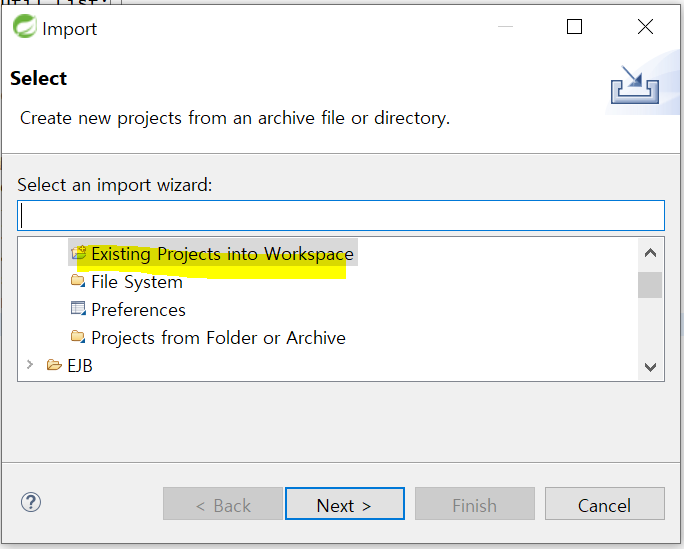 Import
Select
Create new projects from an archive file or directory.
Select an import wizard:
Existing Projects into Workspace
File System
Preferences
Projects from Folder or Archive
> EJB
?
< Back
Next >
Finish
Cancel